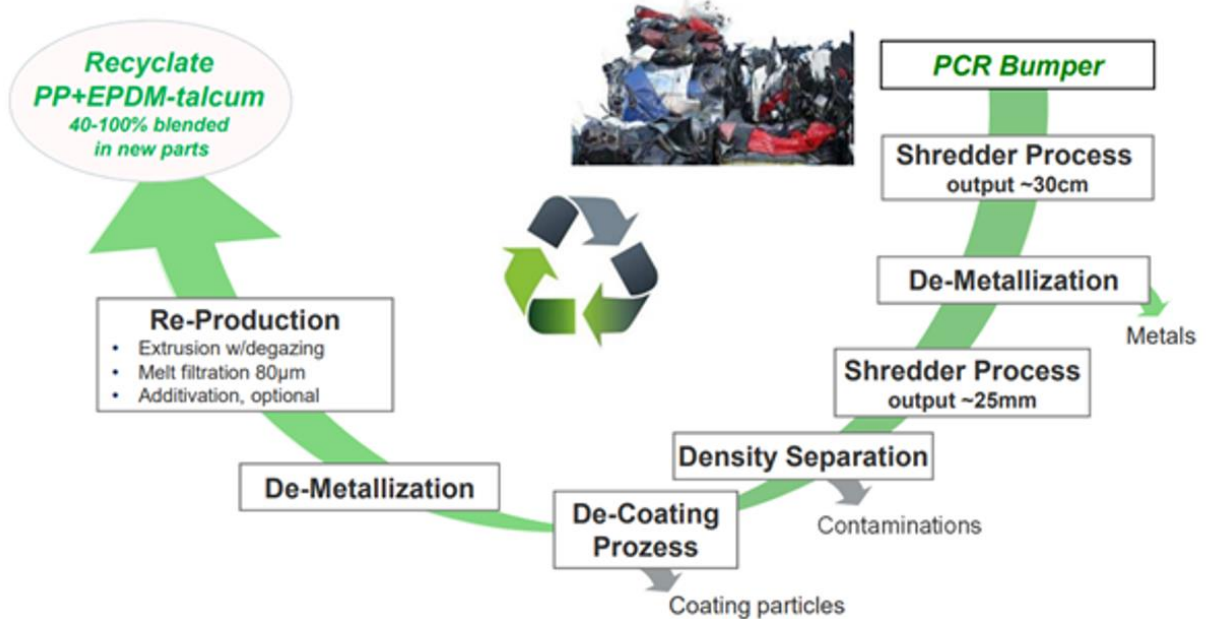 Recyclate
PP+EPDM-talcum
40-100% blended
in new parts
PCR Bumper
Shredder Process
output ~30cm
De-Metallization
Metals
Shredder Process
output ~25mm
Density Separation
Contaminations
De-Coating
Prozess
Coating particles
De-Metallization
Re-Production
• Extrusion w/degazing
• Melt filtration 80µm
• Additivation, optional